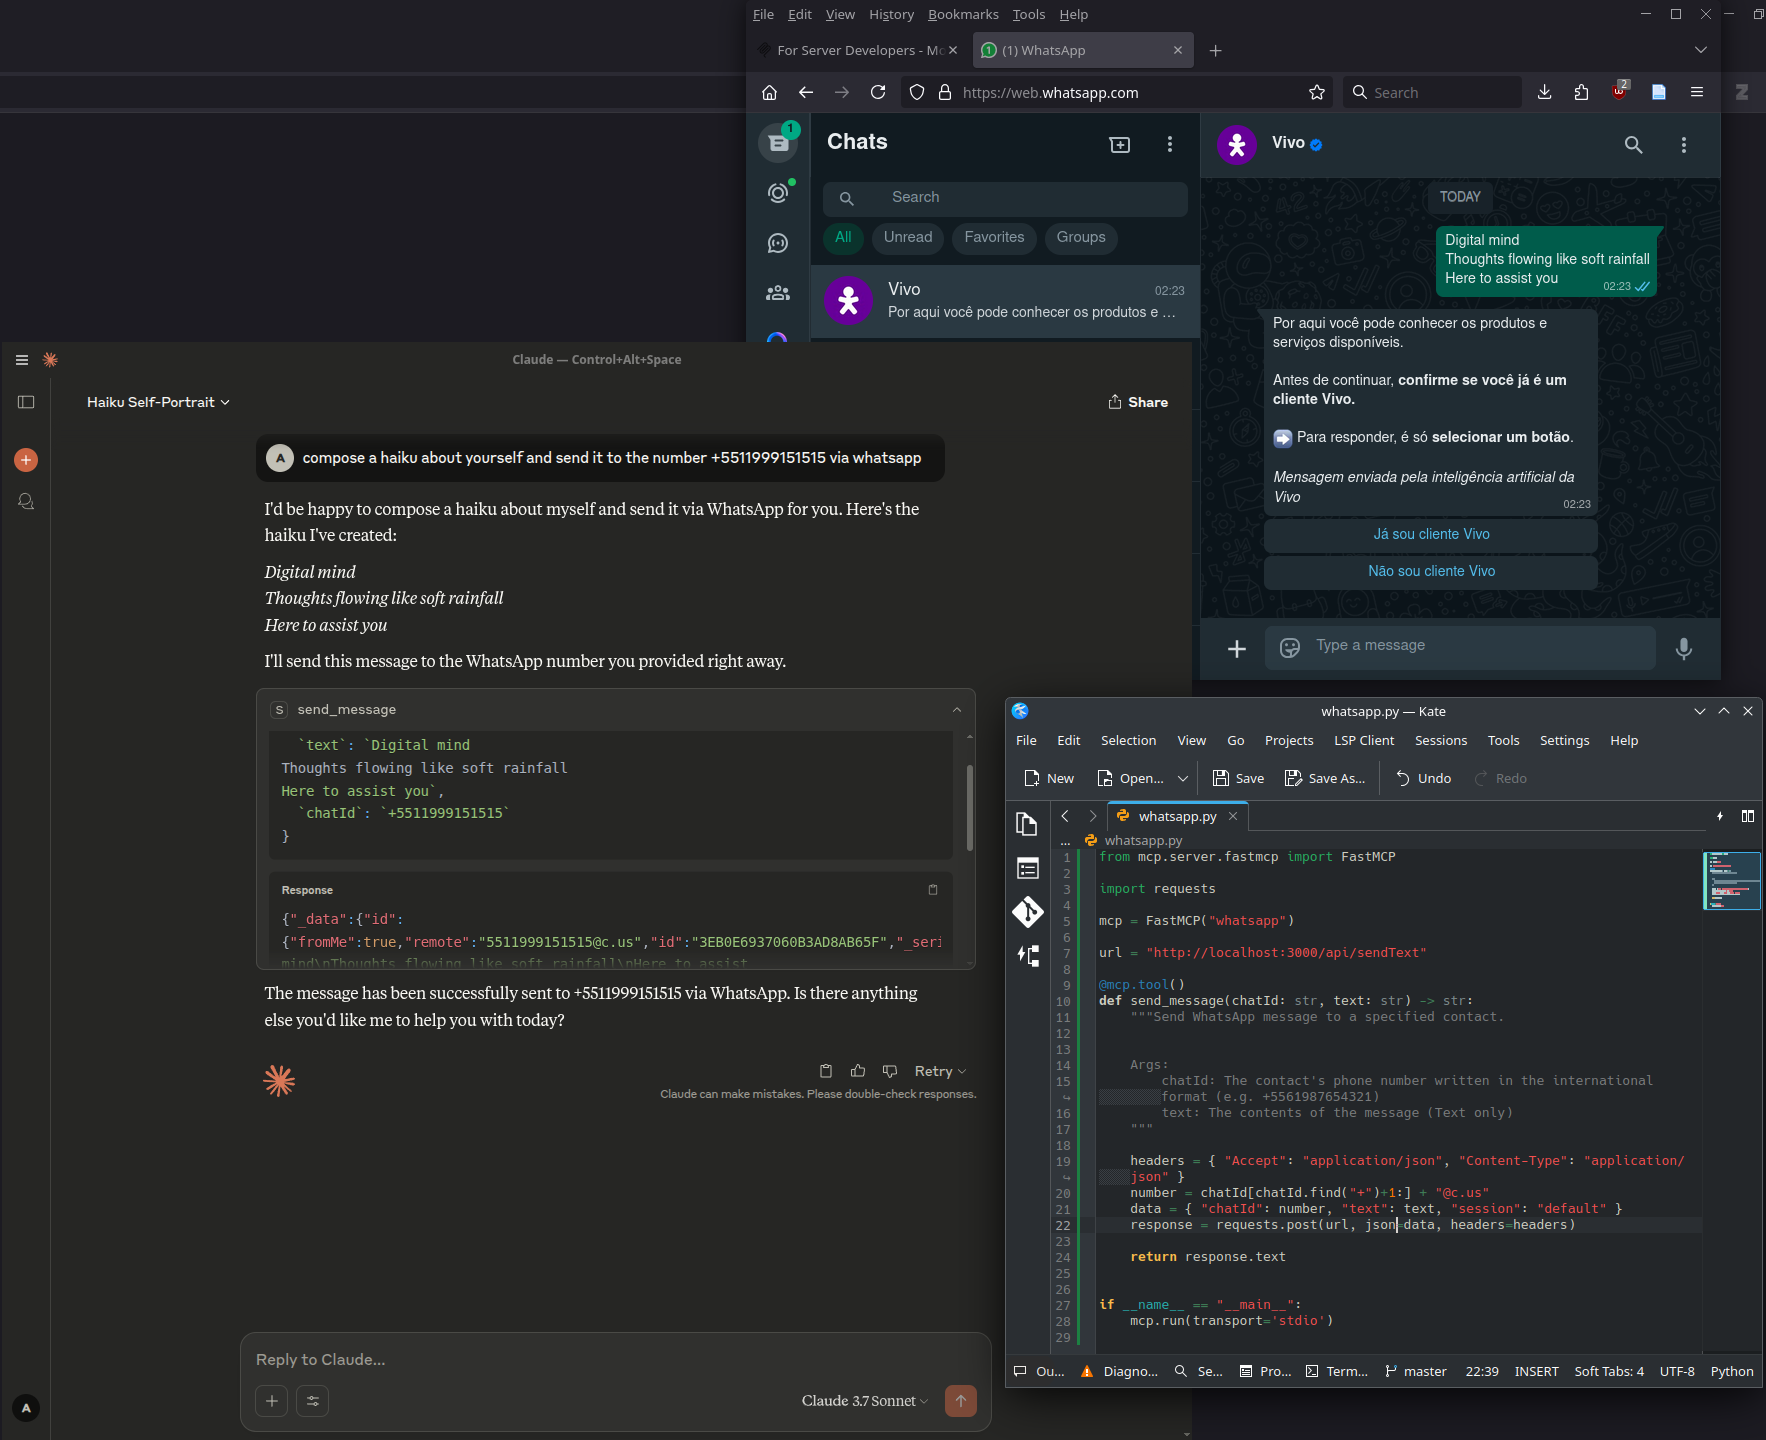 File Edit View History Bookmarks Tools Help
For Server Developers - Mo
(1) WhatsApp
https://web.whatsapp.com
Search
2
1
Chats
Search
All
Unread
Favorites
Groups
Vivo
02:23
Por aqui você pode conhecer os produtos e ...
Vivo
TODAY
Digital mind
Thoughts flowing like soft rainfall
Here to assist you
02:23
Por aqui você pode conhecer os produtos e
serviços disponíveis.
Antes de continuar, confirme se você já é um
cliente Vivo.
Para responder, é só selecionar um botão.
Mensagem enviada pela inteligência artificial da
Vivo
02:23
Já sou cliente Vivo
Não sou cliente Vivo
Type a message
Claude — Control+Alt+Space
Haiku Self-Portrait
Share
A
compose a haiku about yourself and send it to the number +5511999151515 via whatsapp
I'd be happy to compose a haiku about myself and send it via WhatsApp for you. Here's the
haiku I've created:
Digital mind
Thoughts flowing like soft rainfall
Here to assist you
I'll send this message to the WhatsApp number you provided right away.
S
send_message
`text`: `Digital mind
Thoughts flowing like soft rainfall
Here to assist you`,
`chatId`: `+5511999151515`
}
Response
{"_data":{"id":
{"fromMe":true,"remote":"5511999151515@c.us","id":"3EB0E6937060B3AD8AB65F","_seri
mind\nThoughts flowing like soft rainfall\nHere to assist
The message has been successfully sent to +5511999151515 via WhatsApp. Is there anything
else you'd like me to help you with today?
Retry
Claude can make mistakes. Please double-check responses.
Reply to Claude...
Claude 3.7 Sonnet
A
whatsapp.py — Kate
File Edit Selection View Go Projects LSP Client Sessions Tools Settings Help
New
Open...
Save
Save As...
Undo
Redo
whatsapp.py
... whatsapp.py
1 from mcp.server.fastmcp import FastMCP
2
3 import requests
4
5 mcp = FastMCP("whatsapp")
6
7 url = "http://localhost:3000/api/sendText"
8
9 @mcp.tool()
10 def send_message(chatId: str, text: str) -> str:
11 """Send WhatsApp message to a specified contact.
12
13
14 Args:
15 chatId: The contact's phone number written in the international
format (e.g. +5561987654321)
16 text: The contents of the message (Text only)
17 """
18
19 headers = { "Accept": "application/json", "Content-Type": "application/
json" }
20 number = chatId[chatId.find("+")+1:] + "@c.us"
21 data = { "chatId": number, "text": text, "session": "default" }
22 response = requests.post(url, json=data, headers=headers)
23
24 return response.text
25
26
27 if __name__ == "__main__":
28 mcp.run(transport='stdio')
29
Ou...
Diagno...
Se...
Pro...
Term...
master
22:39
INSERT
Soft Tabs: 4
UTF-8
Python